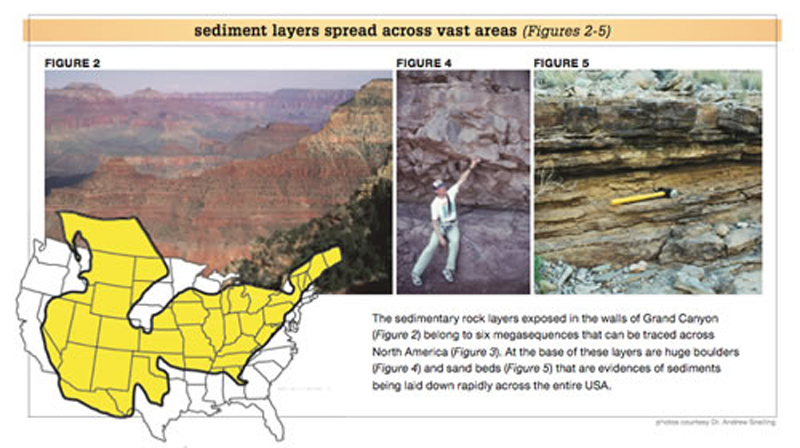 sediment layers spread across vast areas (Figures 2-5)
FIGURE 2
FIGURE 4
FIGURE 5
The sedimentary rock layers exposed in the walls of Grand Canyon
(Figure 2) belong to six megasequences that can be traced across
North America (Figure 3). At the base of these layers are huge boulders
(Figure 4) and sand beds (Figure 5) that are evidences of sediments
being laid down rapidly across the entire USA.
photos courtesy Dr. Andrew Snelling